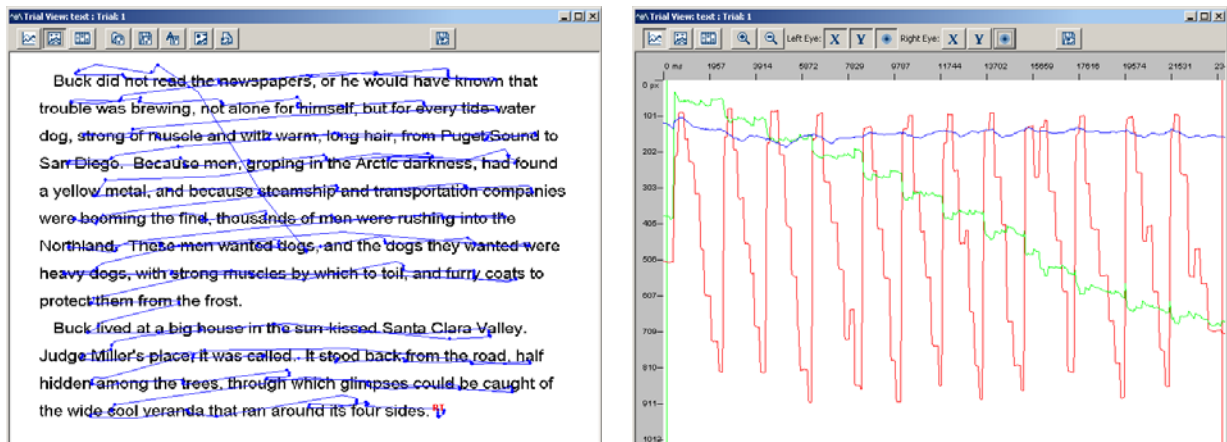 Trial View: text : Trial: 1
Buck did not read the newspapers, or he would have known that
trouble was brewing, not alone for himself, but for every tide-water
dog, strong of muscle and with warm, long hair, from Puget Sound to
San Diego. Because men, groping in the Arctic darkness, had found
a yellow metal, and because steamship and transportation companies
were booming the find, thousands of men were rushing into the
Northland. These men wanted dogs, and the dogs they wanted were
heavy dogs, with strong muscles by which to toil, and furry coats to
protect them from the frost.
Buck lived at a big house in the sun-kissed Santa Clara Valley.
Judge Miller's place, it was called. It stood back from the road, half
hidden among the trees, through which glimpses could be caught of
the wide cool veranda that ran around its four sides.
Trial View: text : Trial: 1
Left Eye: X Y Right Eye: X Y
0 ms 1957 3914 5872 7829 9787 11744 13702 15659 17616 19574 21531
0 px
101
202
303
405
506
607
709
810
911
1012